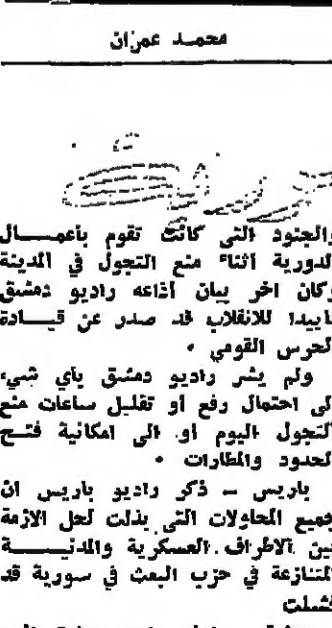 محمد عمران
والجنود التي كانت تقوم بأعمال
الدورية أثناء منع التجول في المدينة
وكان اخر بيان أذاعه راديو دمشق
تأييدا للانقلاب قد صدر عن قيادة
الحرس القومي .
ولم يشر راديو دمشق بأي شيء
الى احتمال رفع أو تقليل ساعات منع
التجول اليوم أو الى امكانية فتح
الحدود والمطارات .
باريس - ذكر راديو باريس ان
جميع المحاولات التي بذلت لحل الازمة
بين الاطراف العسكرية والمدنية
المتنازعة في حزب البعث في سورية قد
فشلت